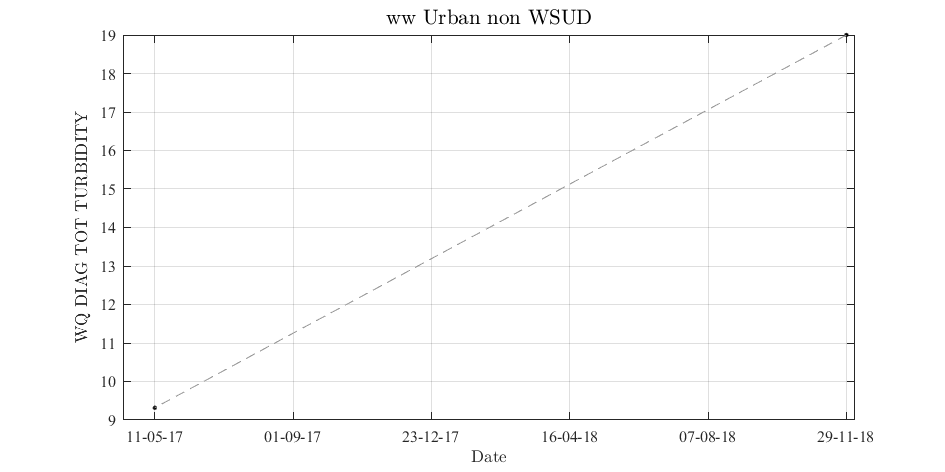 ww Urban non WSUD
19
18
17
16
15
14
13
12
11
10
9
WQ DIAG TOT TURBIDITY
11-05-17 01-09-17 23-12-17 16-04-18 07-08-18 29-11-18
Date